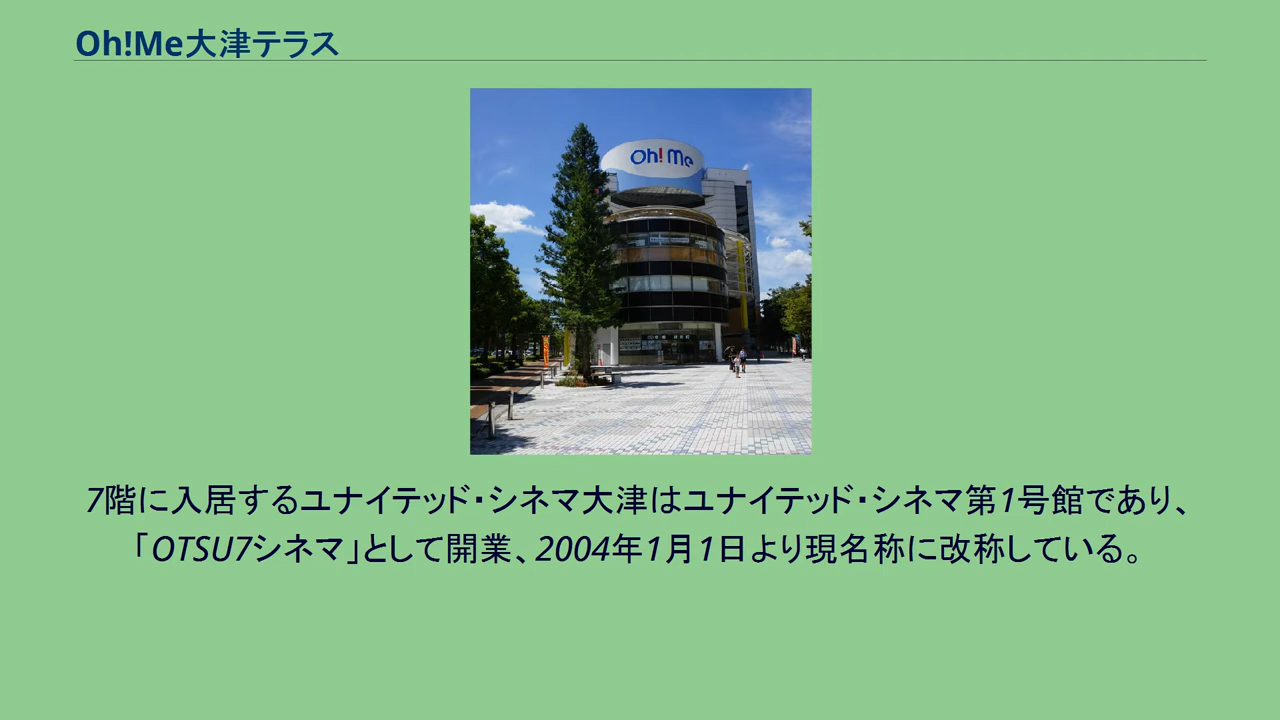 Oh!Me大津テラス
Oh! Me
7階に入居するユナイテッド・シネマ大津はユナイテッド・シネマ第1号館であり、
「OTSU7シネマ」として開業、2004年1月1日より現名称に改称している。